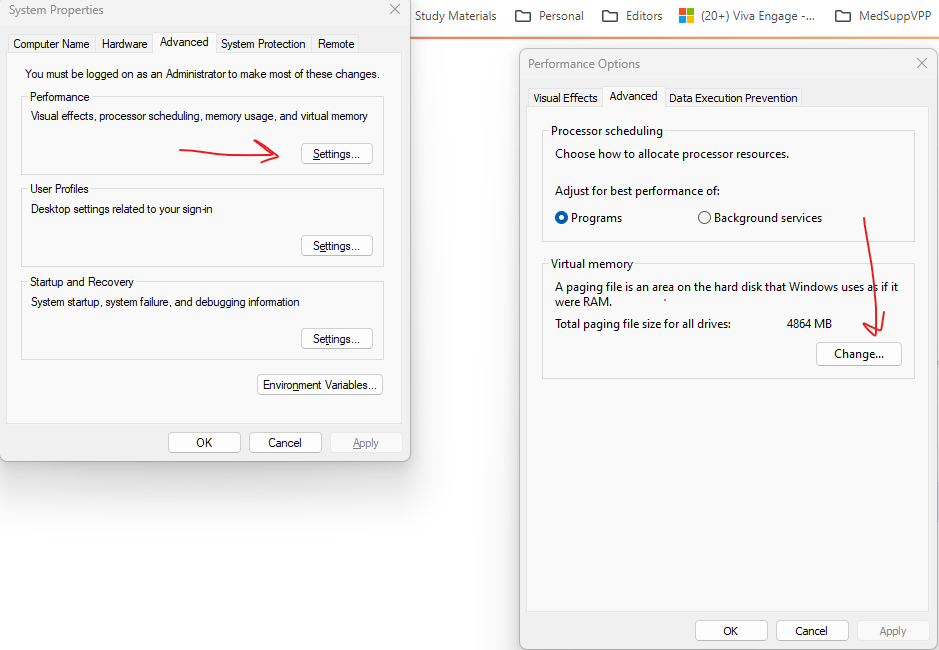 System Properties
Computer Name Hardware Advanced System Protection Remote
You must be logged on as an Administrator to make most of these changes.
Performance
Visual effects, processor scheduling, memory usage, and virtual memory
Settings...
User Profiles
Desktop settings related to your sign-in
Settings...
Startup and Recovery
System startup, system failure, and debugging information
Settings...
Environment Variables...
OK Cancel Apply
Study Materials Personal Editors (20+) Viva Engage -... MedSuppVPP
Performance Options
Visual Effects Advanced Data Execution Prevention
Processor scheduling
Choose how to allocate processor resources.
Adjust for best performance of:
Programs Background services
Virtual memory
A paging file is an area on the hard disk that Windows uses as if it
were RAM.
Total paging file size for all drives: 4864 MB
Change...
OK Cancel Apply